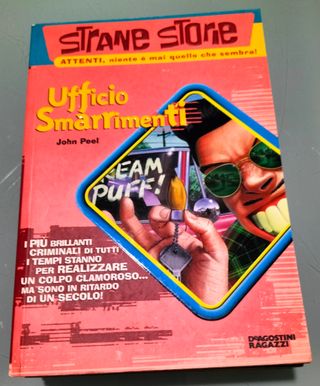 STRANE STORIE
ATTENTI, niente è mai quello che sembra!
Ufficio
Smarrimenti
John Peel
CREAM
PUFF!
I PIÙ BRILLANTI
CRIMINALI DI TUTTI
I TEMPI STANNO
PER REALIZZARE
UN COLPO CLAMOROSO...
MA SONO IN RITARDO
DI UN SECOLO!
DEAGOSTINI
RAGAZZI